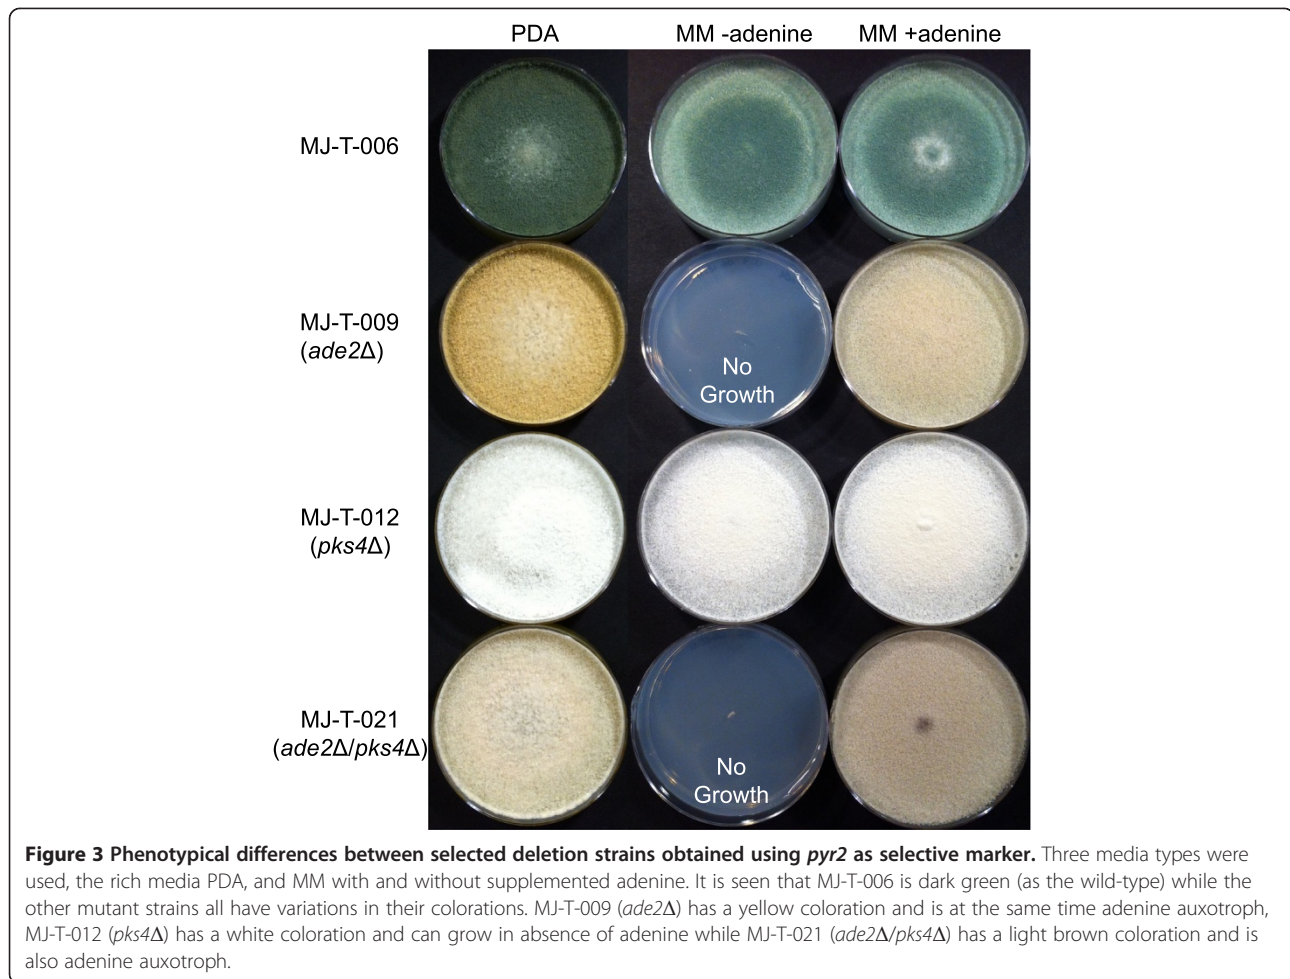 PDA MM -adenine MM +adenine
MJ-T-006
MJ-T-009
(ade2Δ)
No
Growth
MJ-T-012
(pks4Δ)
MJ-T-021
(ade2Δ/pks4Δ)
No
Growth
Figure 3 Phenotypical differences between selected deletion strains obtained using pyr2 as selective marker. Three media types were
used, the rich media PDA, and MM with and without supplemented adenine. It is seen that MJ-T-006 is dark green (as the wild-type) while the
other mutant strains all have variations in their colorations. MJ-T-009 (ade2Δ) has a yellow coloration and is at the same time adenine auxotroph,
MJ-T-012 (pks4Δ) has a white coloration and can grow in absence of adenine while MJ-T-021 (ade2Δ/pks4Δ) has a light brown coloration and is
also adenine auxotroph.